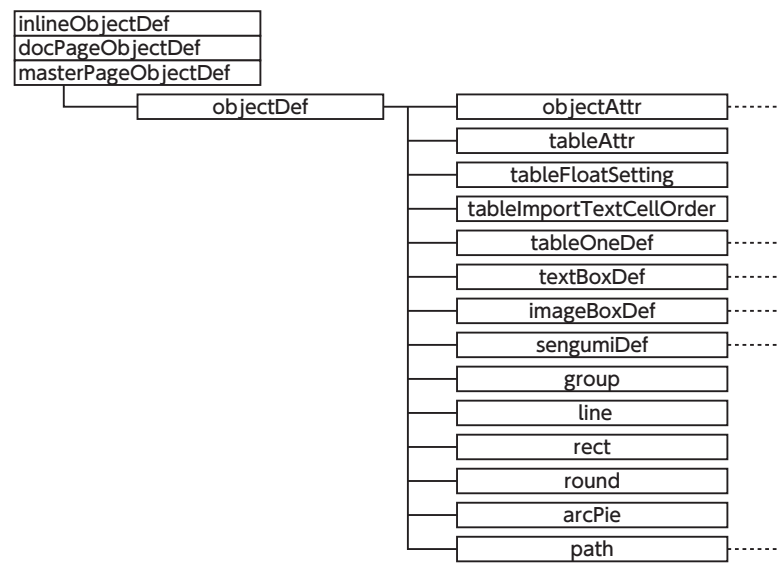 inlineObjectDef
docPageObjectDef
masterPageObjectDef
objectDef
objectAttr
tableAttr
tableFloatSetting
tableImportTextCellOrder
tableOneDef
textBoxDef
imageBoxDef
sengumiDef
group
line
rect
round
arcPie
path